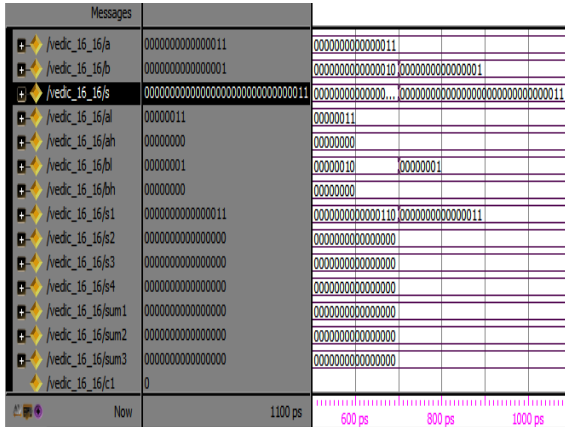 Messages
/vedic_16_16/a 0000000000000011 0000000000000011
/vedic_16_16/b 0000000000000001 0000000000000010 0000000000000001
/vedic_16_16/s 00000000000000000000000000000011 0000000000000... 00000000000000000000000000000011
/vedic_16_16/al 00000011 00000011
/vedic_16_16/ah 00000000 00000000
/vedic_16_16/bl 00000001 00000010 00000001
/vedic_16_16/bh 00000000 00000000
/vedic_16_16/s1 0000000000000011 0000000000000110 0000000000000011
/vedic_16_16/s2 0000000000000000 0000000000000000
/vedic_16_16/s3 0000000000000000 0000000000000000
/vedic_16_16/s4 0000000000000000 0000000000000000
/vedic_16_16/sum1 0000000000000000 0000000000000000
/vedic_16_16/sum2 0000000000000000 0000000000000000
/vedic_16_16/sum3 0000000000000000 0000000000000000
/vedic_16_16/c1 0
Now 1100 ps 600 ps 800 ps 1000 ps